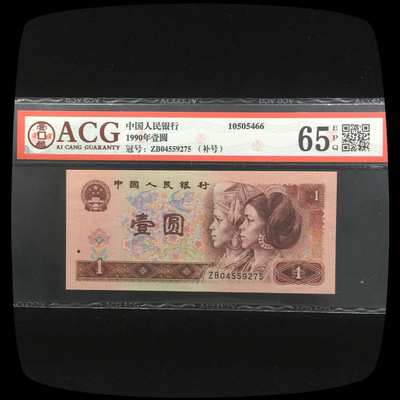 ACG
AI CANG GUARANTY
中国人民银行
1990年壹圆
冠号: ZB04559275 (补号)
10505466
65
EPQ
中国人民银行
1
壹圆
ZB04559275
1
1